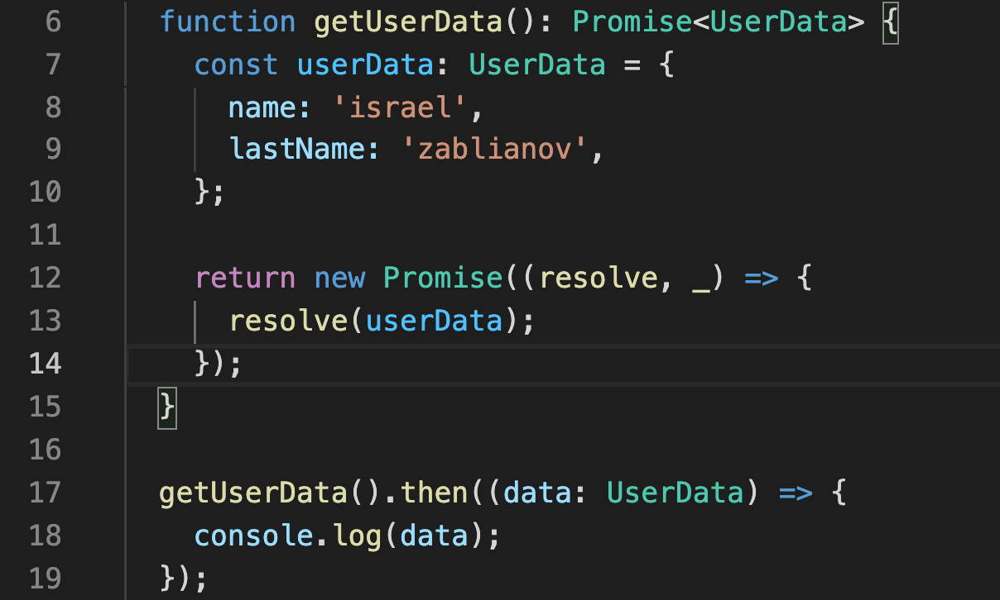 6 function getUserData(): Promise<UserData> {
7 const userData: UserData = {
8 name: 'israel',
9 lastName: 'zablianov',
10 };
11
12 return new Promise((resolve, _) => {
13 resolve(userData);
14 });
15 }
16
17 getUserData().then((data: UserData) => {
18 console.log(data);
19 });